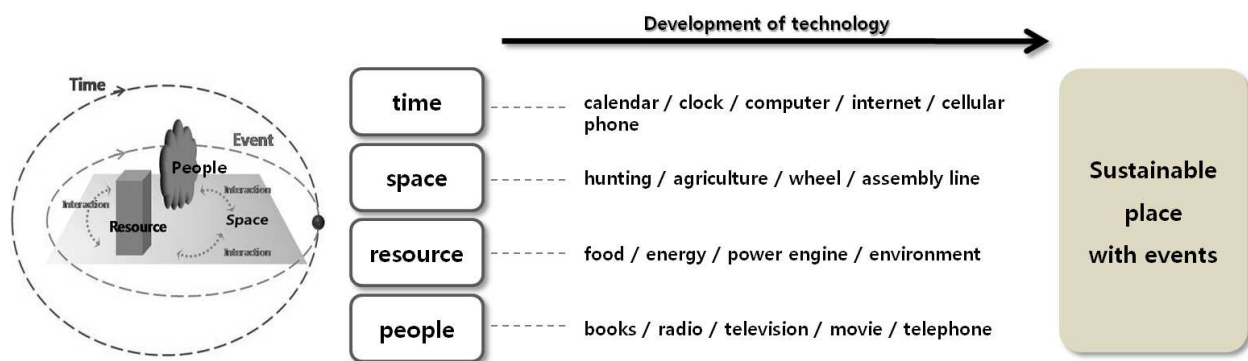 Development of technology
Time
Event
People
Interaction
Interaction
Resource
Space
Interaction
time
calendar / clock / computer / internet / cellular
phone
space
hunting / agriculture / wheel / assembly line
resource
food / energy / power engine / environment
people
books / radio / television / movie / telephone
Sustainable
place
with events